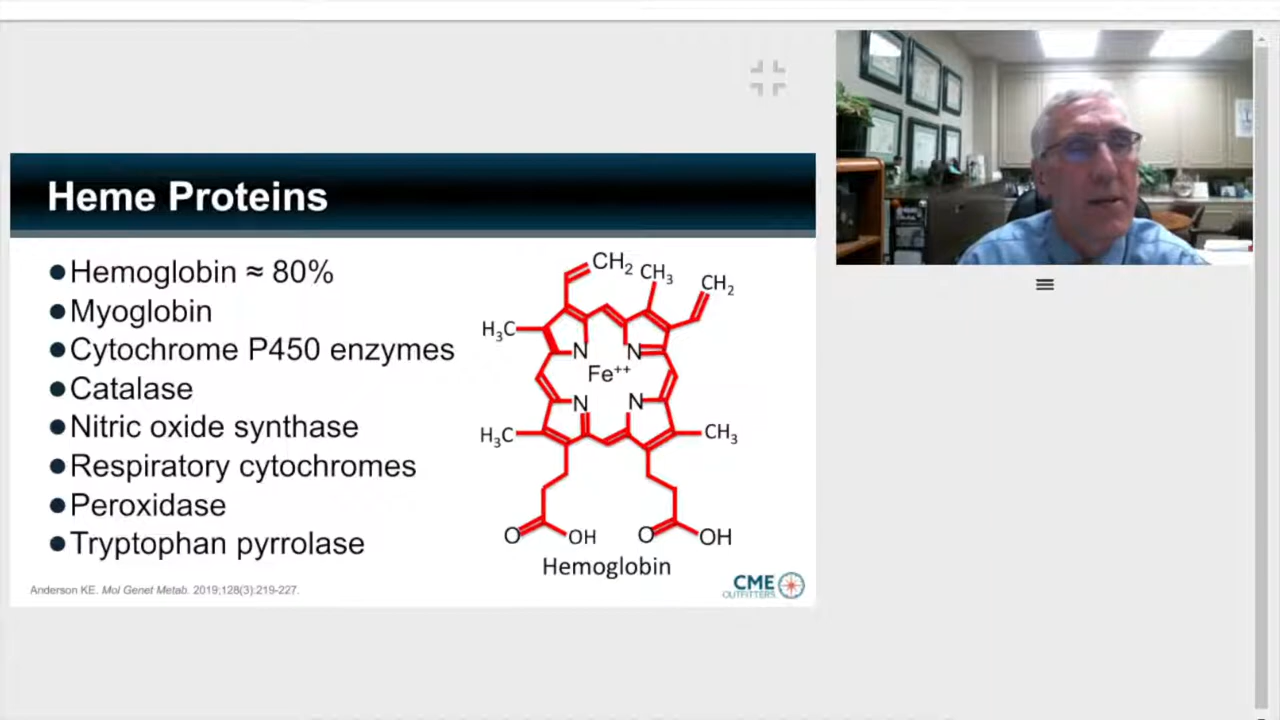 Heme Proteins
●Hemoglobin ≈ 80%
●Myoglobin
●Cytochrome P450 enzymes
●Catalase
●Nitric oxide synthase
●Respiratory cytochromes
●Peroxidase
●Tryptophan pyrrolase
CH₂ CH₃ CH₂
H₃C
N N
Fe⁺⁺
N N
H₃C CH₃
O OH O OH
Hemoglobin
Anderson KE. Mol Genet Metab. 2019;128(3):219-227.
CME
OUTFITTERS